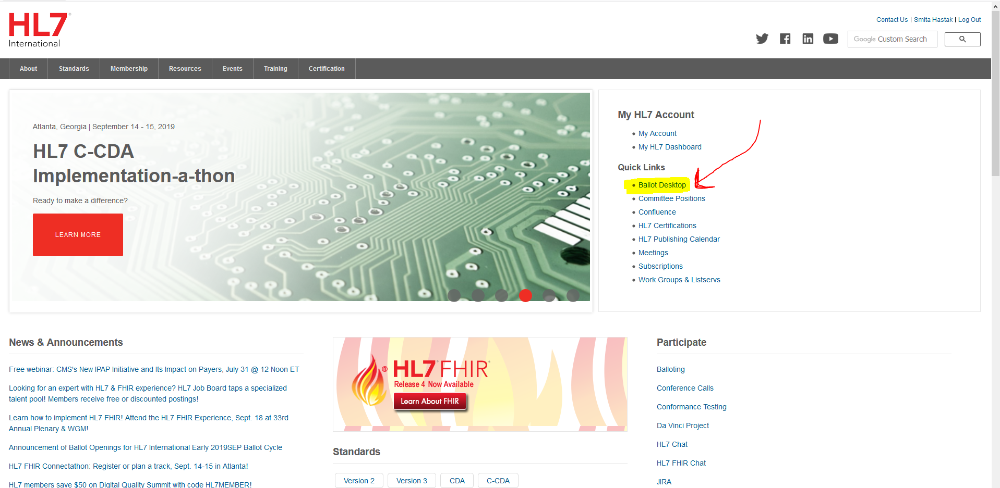 HL7
International
Contact Us | Smita Hastak | Log Out
Google Custom Search
About
Standards
Membership
Resources
Events
Training
Certification
Atlanta, Georgia | September 14 - 15, 2019
HL7 C-CDA
Implementation-a-thon
Ready to make a difference?
LEARN MORE
My HL7 Account
My Account
My HL7 Dashboard
Quick Links
Ballot Desktop
Committee Positions
Confluence
HL7 Certifications
HL7 Publishing Calendar
Meetings
Subscriptions
Work Groups & Listservs
News & Announcements
Free webinar: CMS's New IPAP Initiative and Its Impact on Payers, July 31 @ 12 Noon ET
Looking for an expert with HL7 & FHIR experience? HL7 Job Board taps a specialized
talent pool! Members receive free or discounted postings!
Learn how to implement HL7 FHIR! Attend the HL7 FHIR Experience, Sept. 18 at 33rd
Annual Plenary & WGM!
Announcement of Ballot Openings for HL7 International Early 2019SEP Ballot Cycle
HL7 FHIR Connectathon: Register or plan a track, Sept. 14-15 in Atlanta!
HL7 members save $50 on Digital Quality Summit with code HL7MEMBER!
® HL7® FHIR®
Release 4 Now Available
Learn About FHIR
Standards
Version 2
Version 3
CDA
C-CDA
Participate
Balloting
Conference Calls
Conformance Testing
Da Vinci Project
HL7 Chat
HL7 FHIR Chat
JIRA